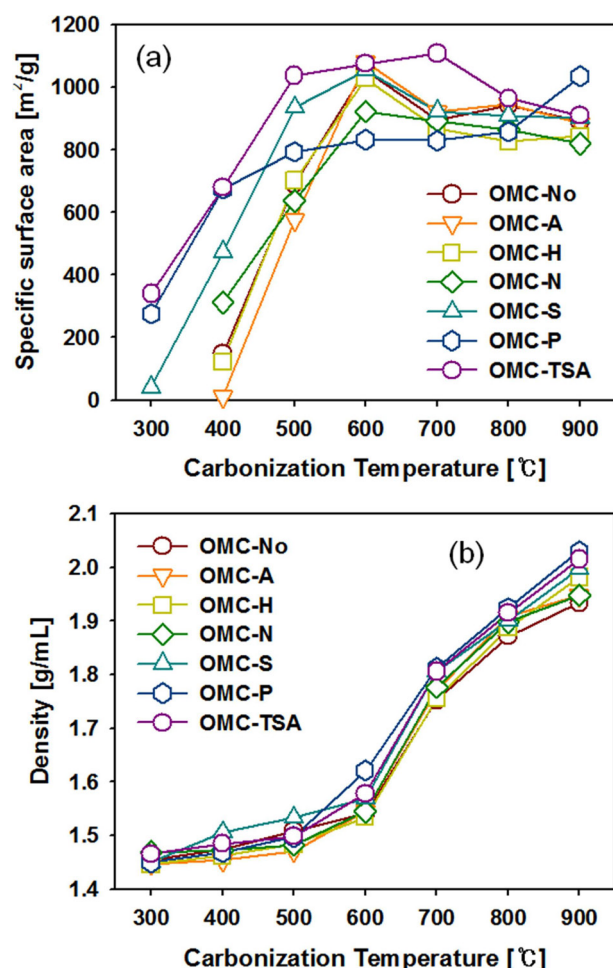 (a)
Specific surface area [m²/g]
1200
1000
800
600
400
200
0
OMC-No
OMC-A
OMC-H
OMC-N
OMC-S
OMC-P
OMC-TSA
300 400 500 600 700 800 900
Carbonization Temperature [℃]
(b)
Density [g/mL]
2.1
2.0
1.9
1.8
1.7
1.6
1.5
1.4
OMC-No
OMC-A
OMC-H
OMC-N
OMC-S
OMC-P
OMC-TSA
300 400 500 600 700 800 900
Carbonization Temperature [℃]